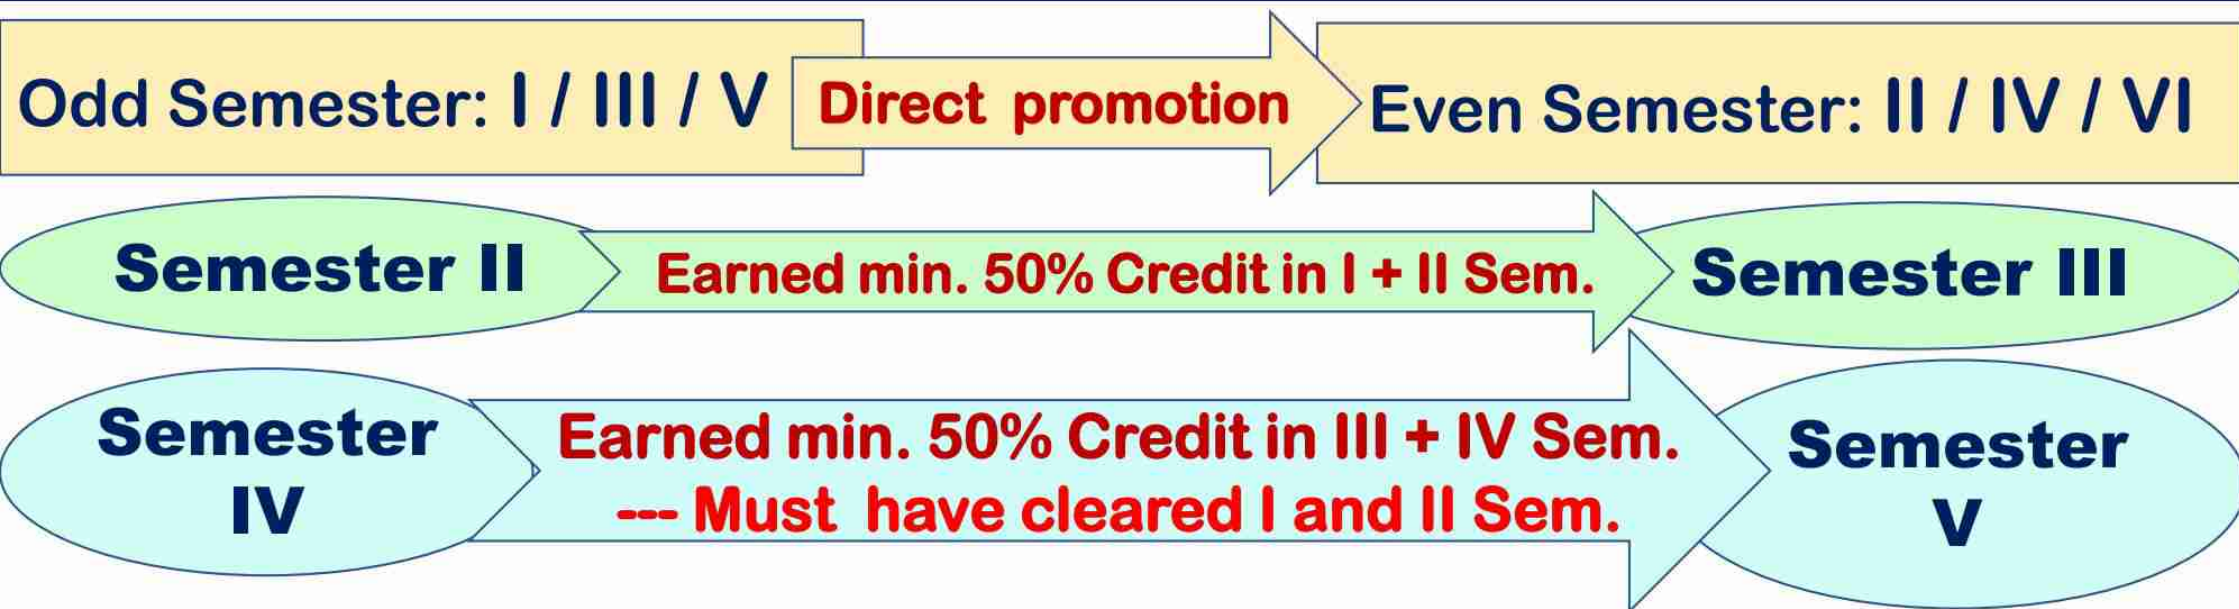 Odd Semester: I / III / V Direct promotion Even Semester: II / IV / VI
Semester II Earned min. 50% Credit in I + II Sem. Semester III
Semester
IV
Earned min. 50% Credit in III + IV Sem.
--- Must have cleared I and II Sem.
Semester
V